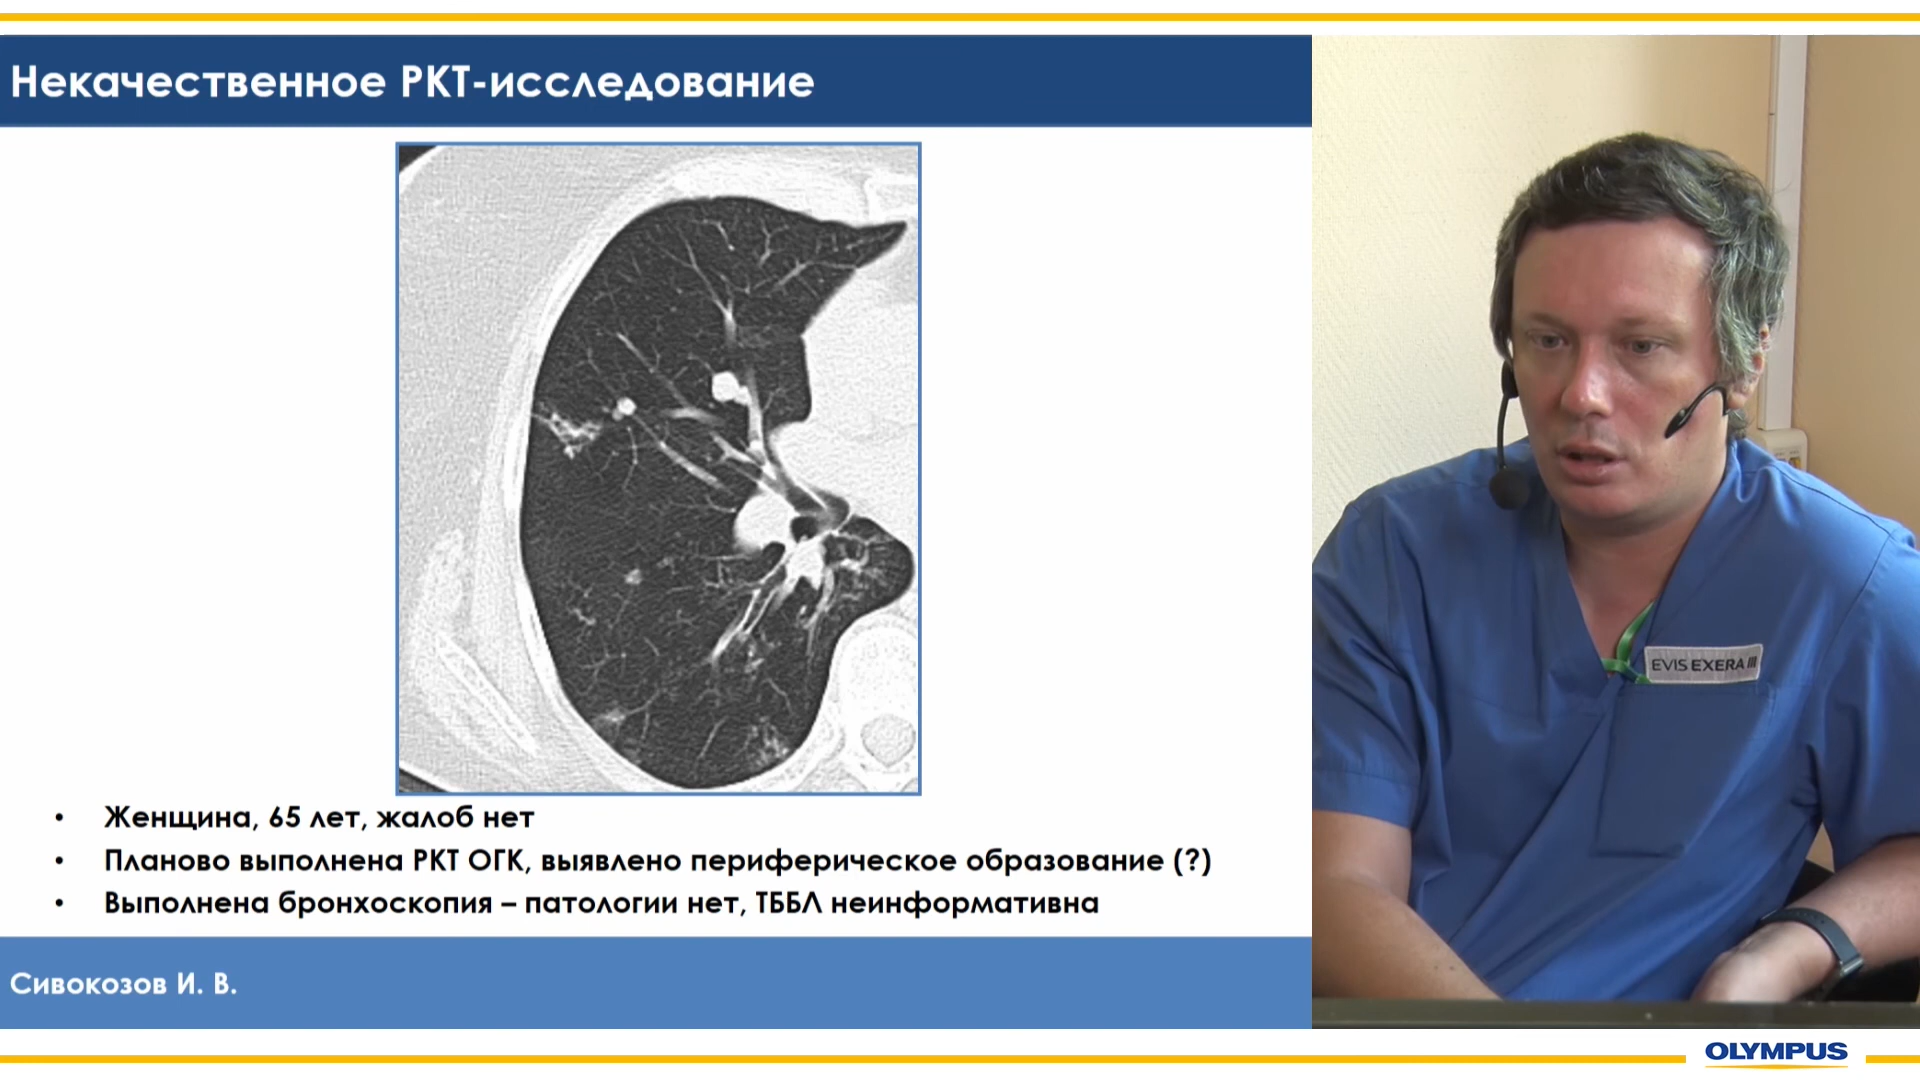 Некачественное РКТ-исследование
• Женщина, 65 лет, жалоб нет
• Планово выполнена РКТ ОГК, выявлено периферическое образование (?)
• Выполнена бронхоскопия – патологии нет, ТББЛ неинформативна
Сивокозов И. В.
EVIS EXERA III
OLYMPUS